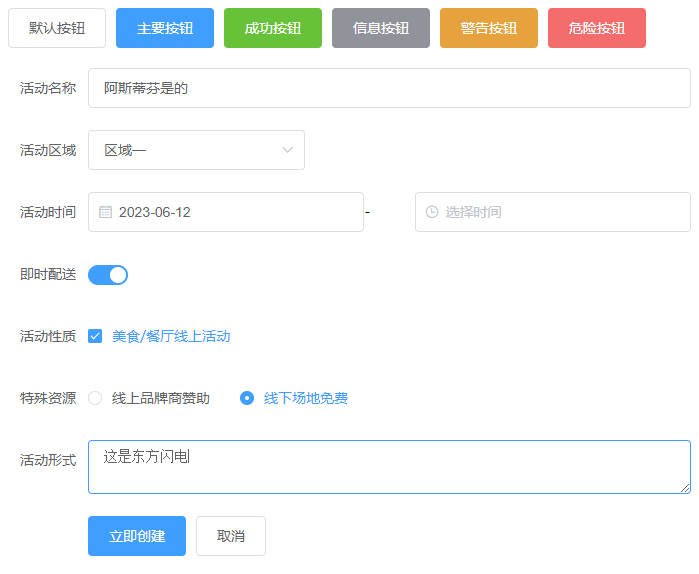 默认按钮 主要按钮 成功按钮 信息按钮 警告按钮 危险按钮
活动名称 阿斯蒂芬是的
活动区域 区域一
活动时间 2023-06-12 - 选择时间
即时配送
活动性质 美食/餐厅线上活动
特殊资源 线上品牌商赞助 线下场地免费
活动形式 这是东方闪电
立即创建 取消